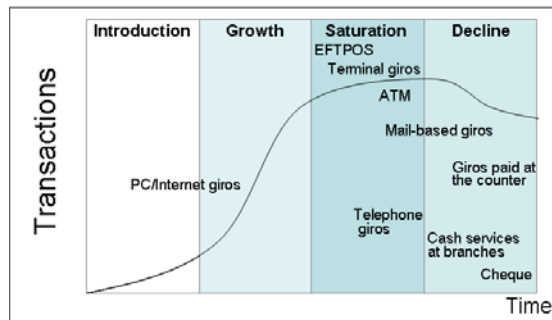 Introduction
Growth
Saturation
Decline
EFTPOS
Terminal giros
ATM
Mail-based giros
PC/Internet giros
Giros paid at
the counter
Telephone
giros
Cash services
at branches
Cheque
Transactions
Time